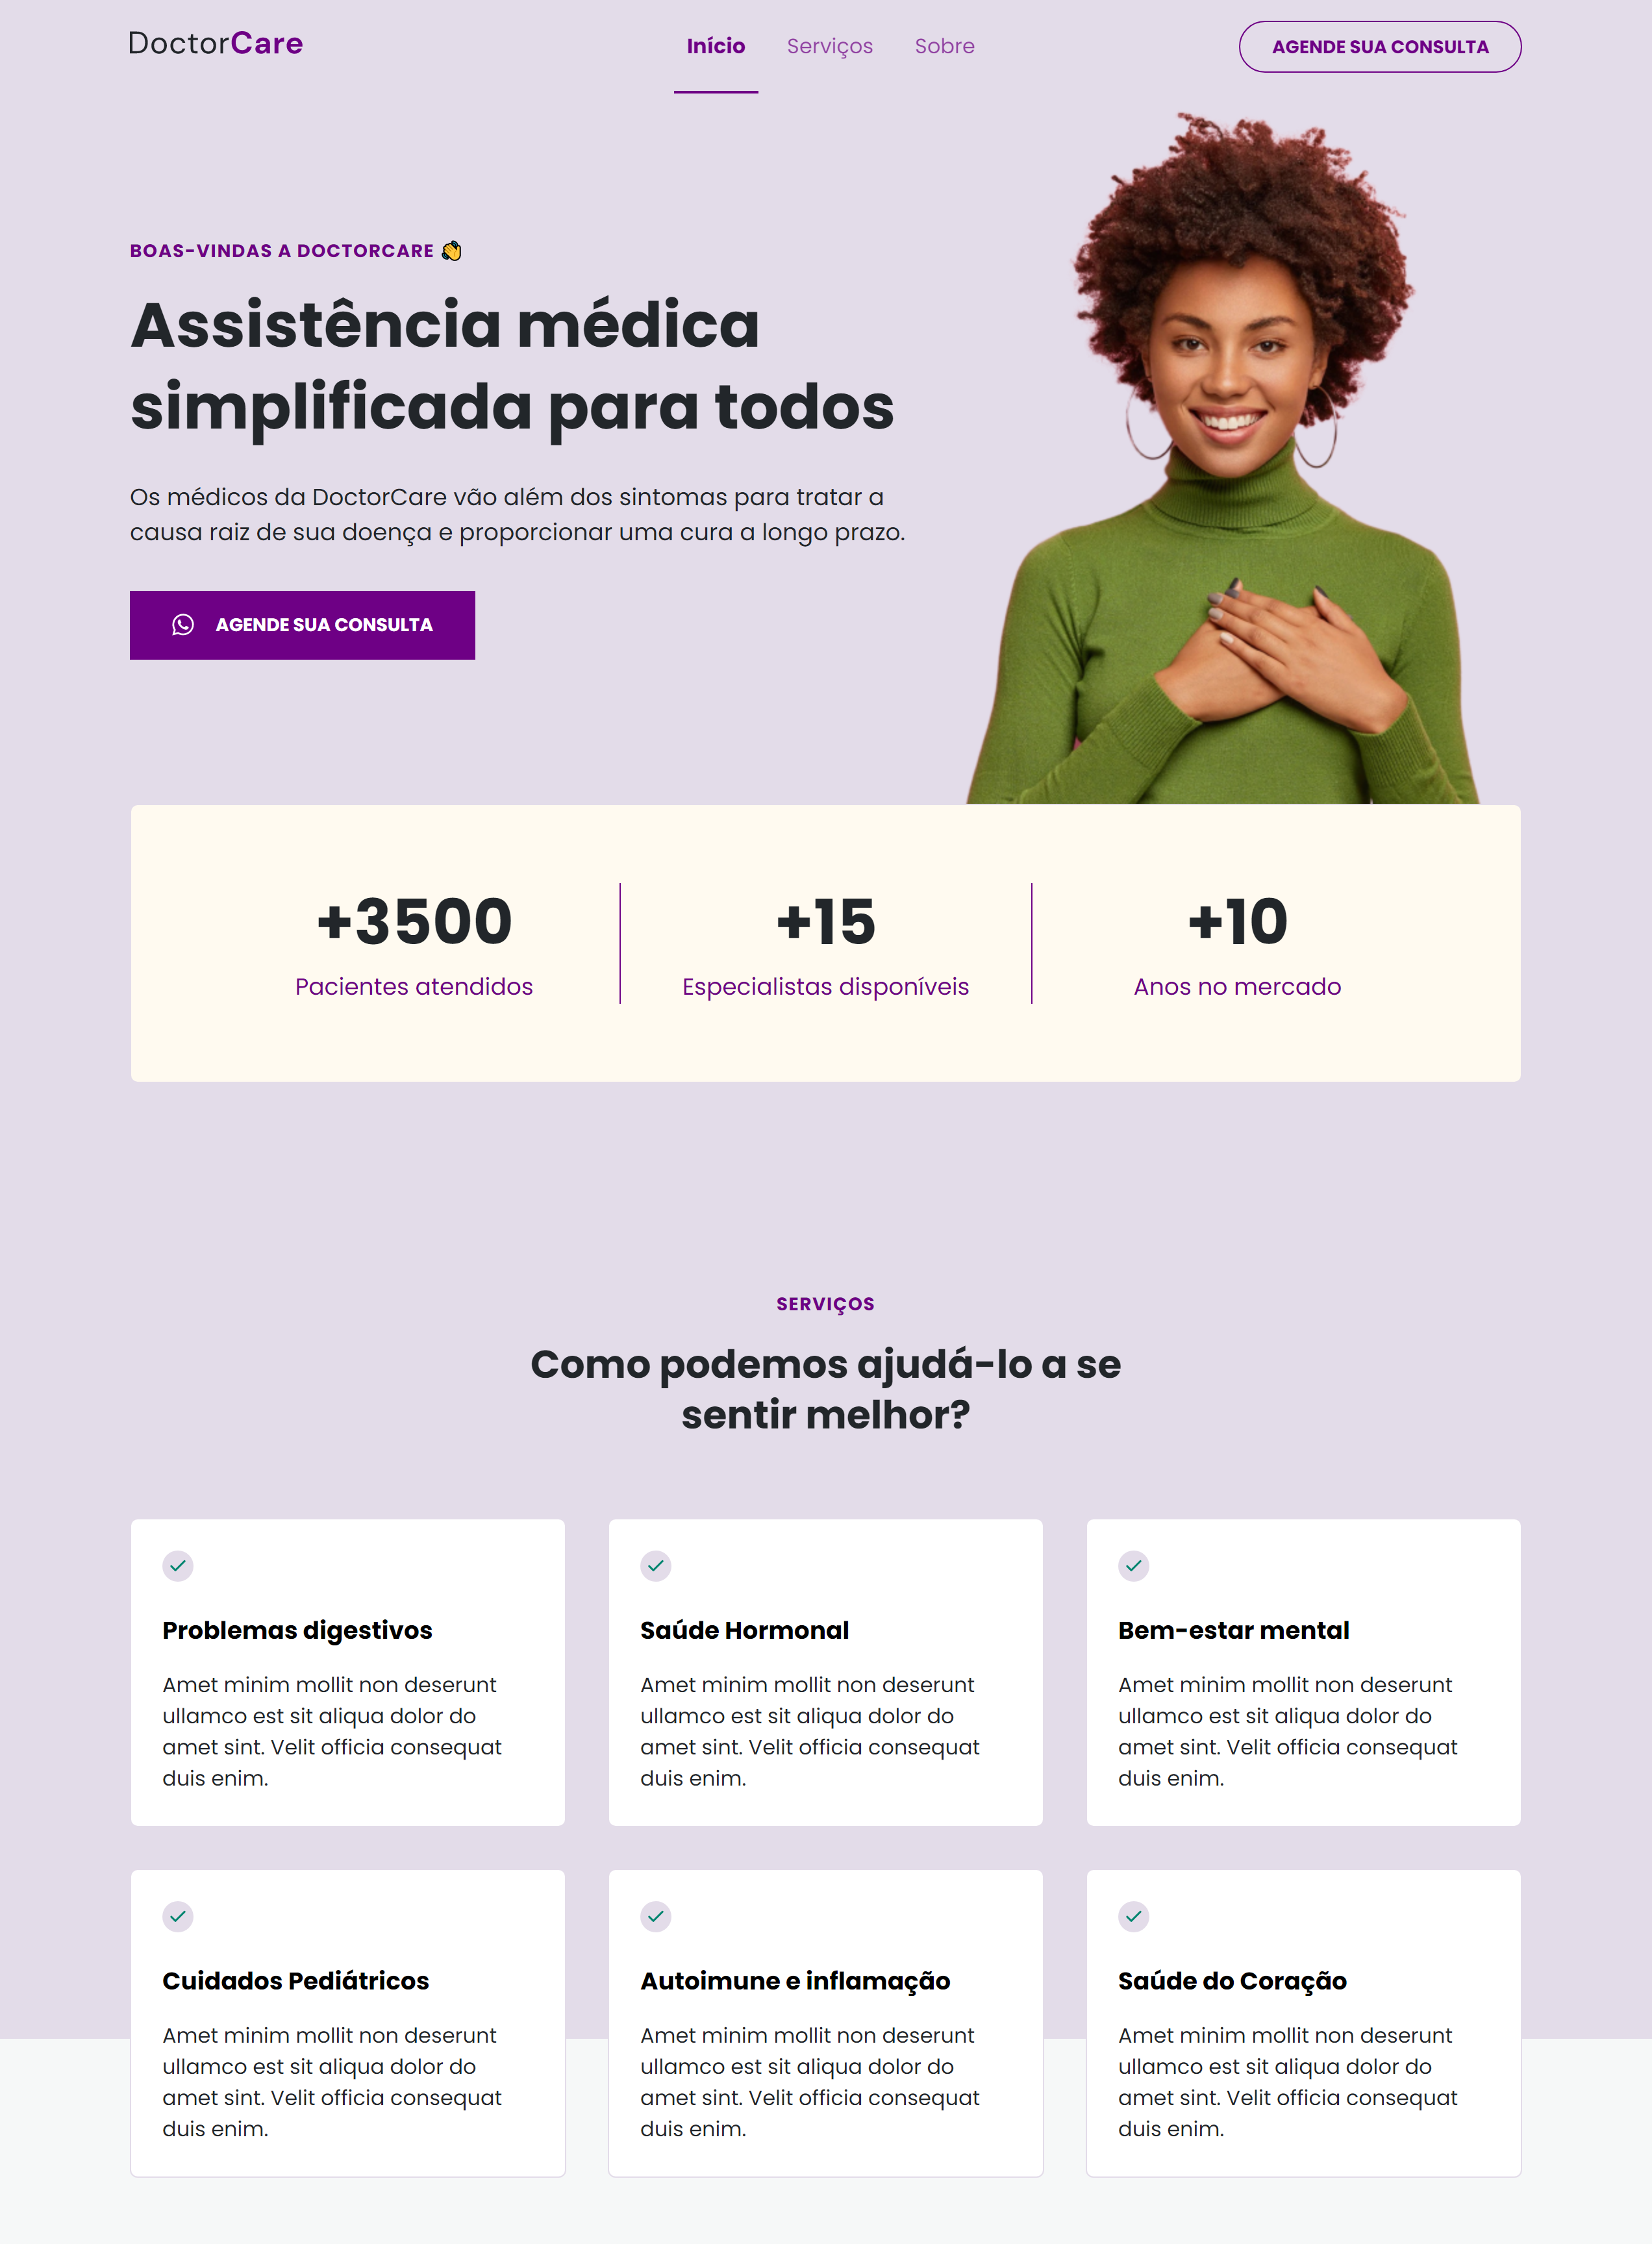 DoctorCare
Início
Serviços
Sobre
AGENDE SUA CONSULTA
BOAS-VINDAS A DOCTORCARE 👋
Assistência médica
simplificada para todos
Os médicos da DoctorCare vão além dos sintomas para tratar a
causa raiz de sua doença e proporcionar uma cura a longo prazo.
AGENDE SUA CONSULTA
+3500
Pacientes atendidos
+15
Especialistas disponíveis
+10
Anos no mercado
SERVIÇOS
Como podemos ajudá-lo a se
sentir melhor?
Problemas digestivos
Amet minim mollit non deserunt
ullamco est sit aliqua dolor do
amet sint. Velit officia consequat
duis enim.
Saúde Hormonal
Amet minim mollit non deserunt
ullamco est sit aliqua dolor do
amet sint. Velit officia consequat
duis enim.
Bem-estar mental
Amet minim mollit non deserunt
ullamco est sit aliqua dolor do
amet sint. Velit officia consequat
duis enim.
Cuidados Pediátricos
Amet minim mollit non deserunt
ullamco est sit aliqua dolor do
amet sint. Velit officia consequat
duis enim.
Autoimune e inflamação
Amet minim mollit non deserunt
ullamco est sit aliqua dolor do
amet sint. Velit officia consequat
duis enim.
Saúde do Coração
Amet minim mollit non deserunt
ullamco est sit aliqua dolor do
amet sint. Velit officia consequat
duis enim.